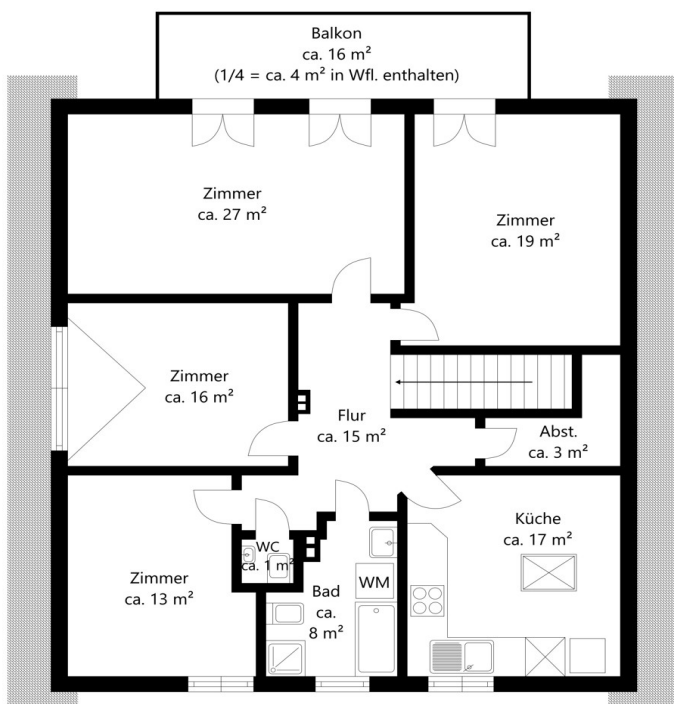 Balkon
ca. 16 m²
(1/4 = ca. 4 m² in Wfl. enthalten)
Zimmer
ca. 27 m²
Zimmer
ca. 19 m²
Zimmer
ca. 16 m²
Flur
ca. 15 m²
Abst.
ca. 3 m²
Küche
ca. 17 m²
WC
ca. 1 m²
Zimmer
ca. 13 m²
WM
Bad
ca.
8 m²